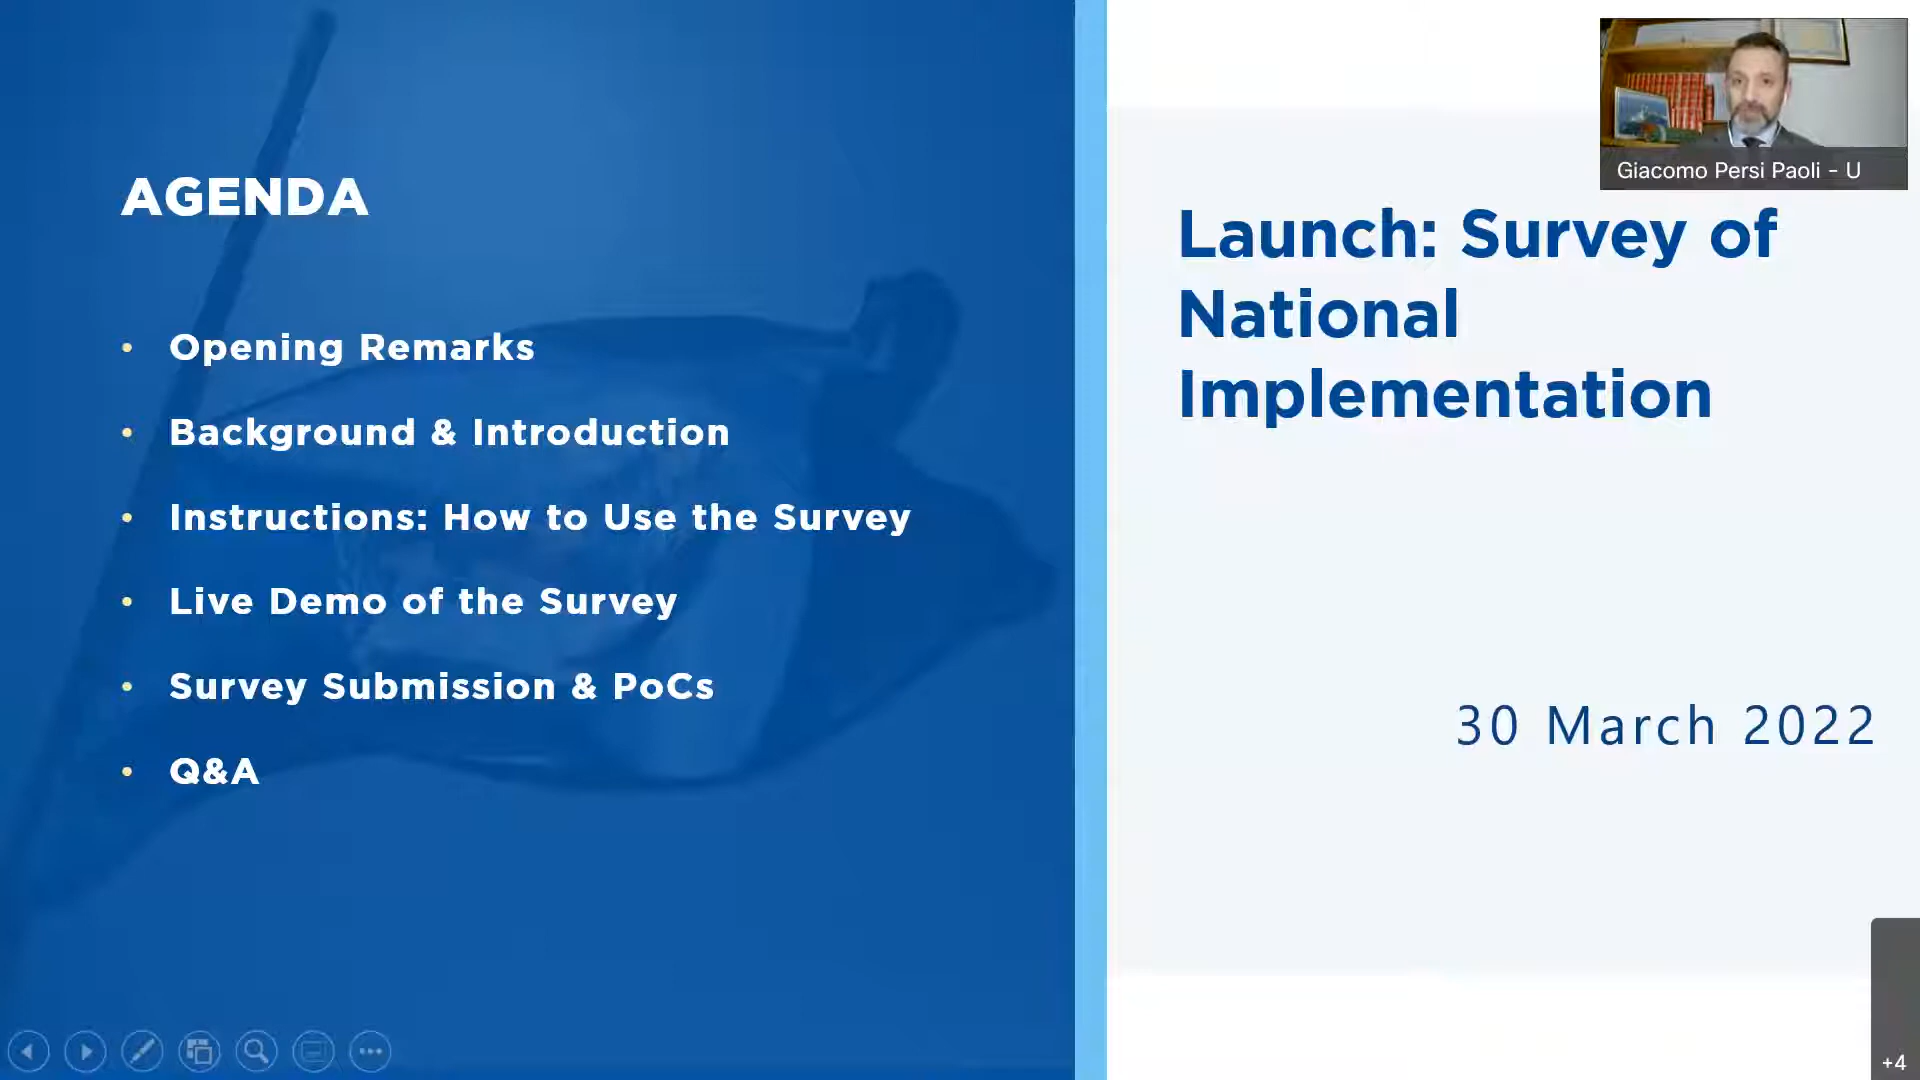 AGENDA
• Opening Remarks
• Background & Introduction
• Instructions: How to Use the Survey
• Live Demo of the Survey
• Survey Submission & PoCs
• Q&A
Giacomo Persi Paoli - U
Launch: Survey of
National
Implementation
30 March 2022
+4